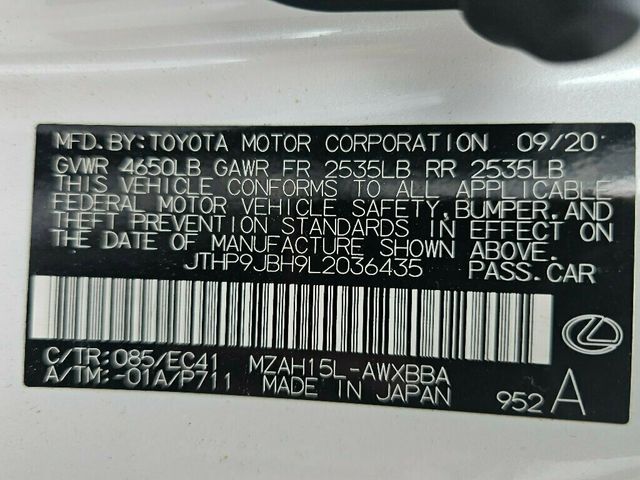 MFD.BY:TOYOTA MOTOR CORPORATION 09/20
GVWR 4650LB GAWR FR 2535LB RR 2535LB
THIS VEHICLE CONFORMS TO ALL APPLICABLE
FEDERAL MOTOR VEHICLE SAFETY,BUMPER,AND
THEFT PREVENTION STANDARDS IN EFFECT ON
THE DATE OF MANUFACTURE SHOWN ABOVE.
JTHP9JBH9L2036435 PASS.CAR
C/TR:085/EC41 MZAH15L-AWXBBA
A/TM:-01A/P711 MADE IN JAPAN
952 A